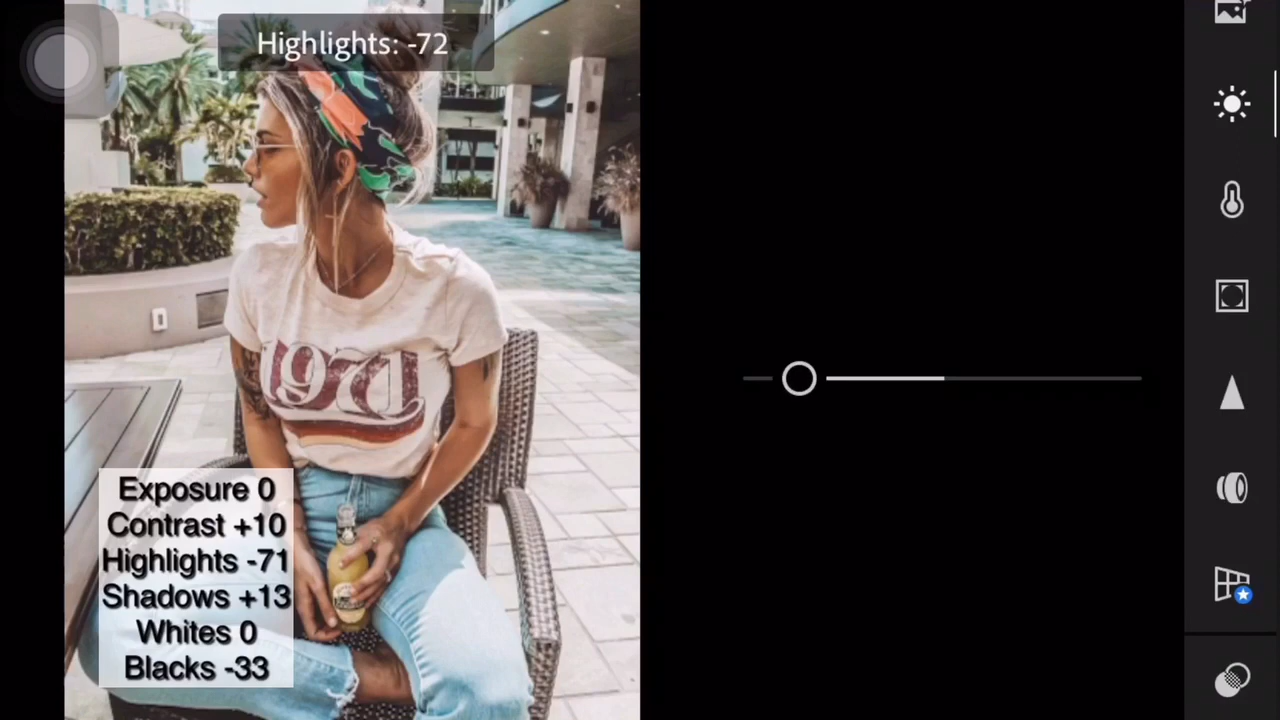 Highlights: -72
1971
Exposure 0
Contrast +10
Highlights -71
Shadows +13
Whites 0
Blacks -33